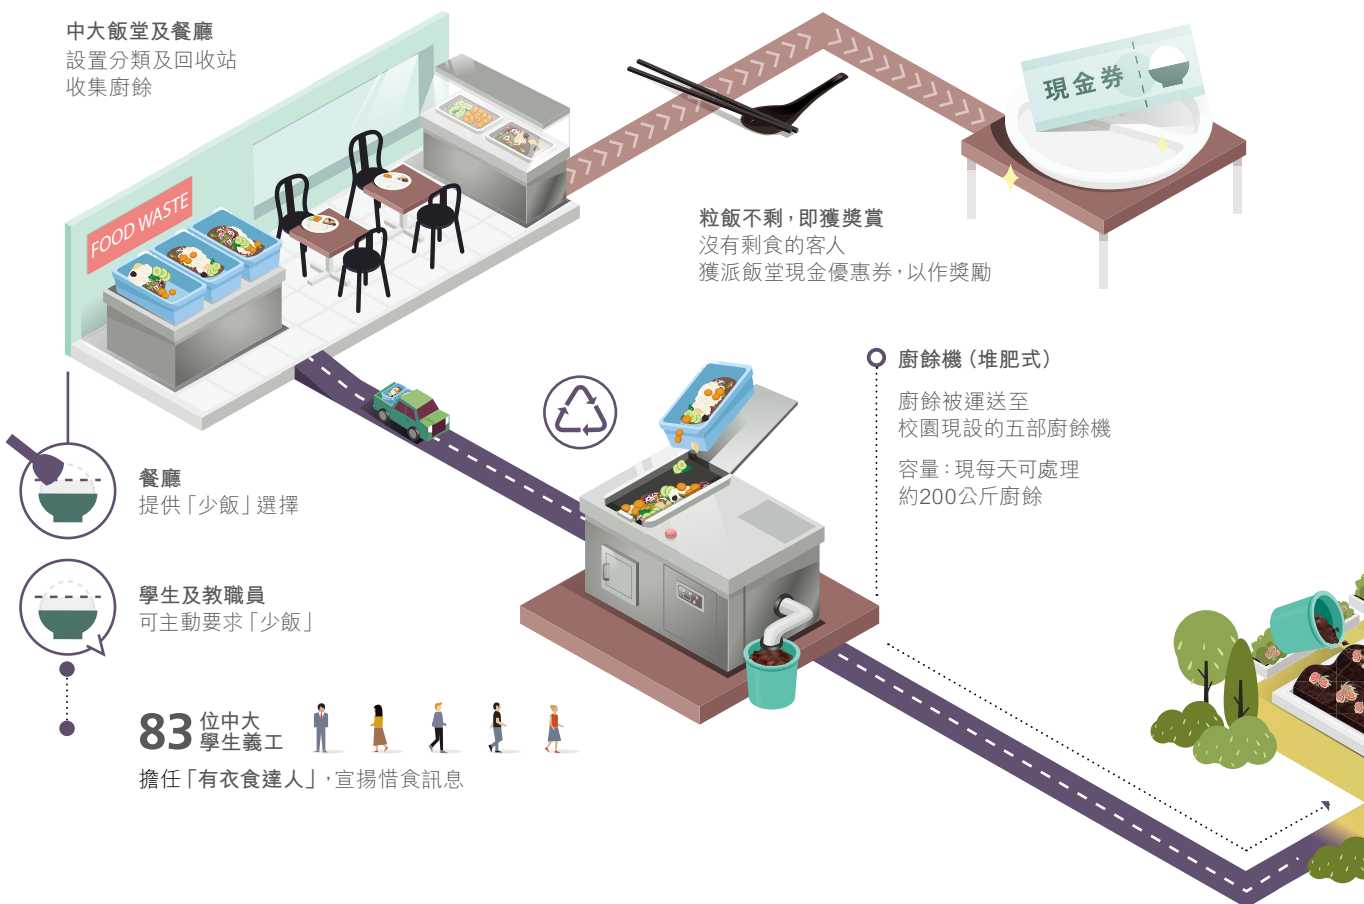 中大飯堂及餐廳
設置分類及回收站
收集廚餘
FOOD WASTE
現金券
粒飯不剩，即獲獎賞
沒有剩食的客人
獲派飯堂現金優惠券，以作獎勵
廚餘機（堆肥式）
廚餘被運送至
校園現設的五部廚餘機
容量：現每天可處理
約200公斤廚餘
餐廳
提供「少飯」選擇
學生及教職員
可主動要求「少飯」
83 位中大
學生義工
擔任「有衣食達人」，宣揚惜食訊息